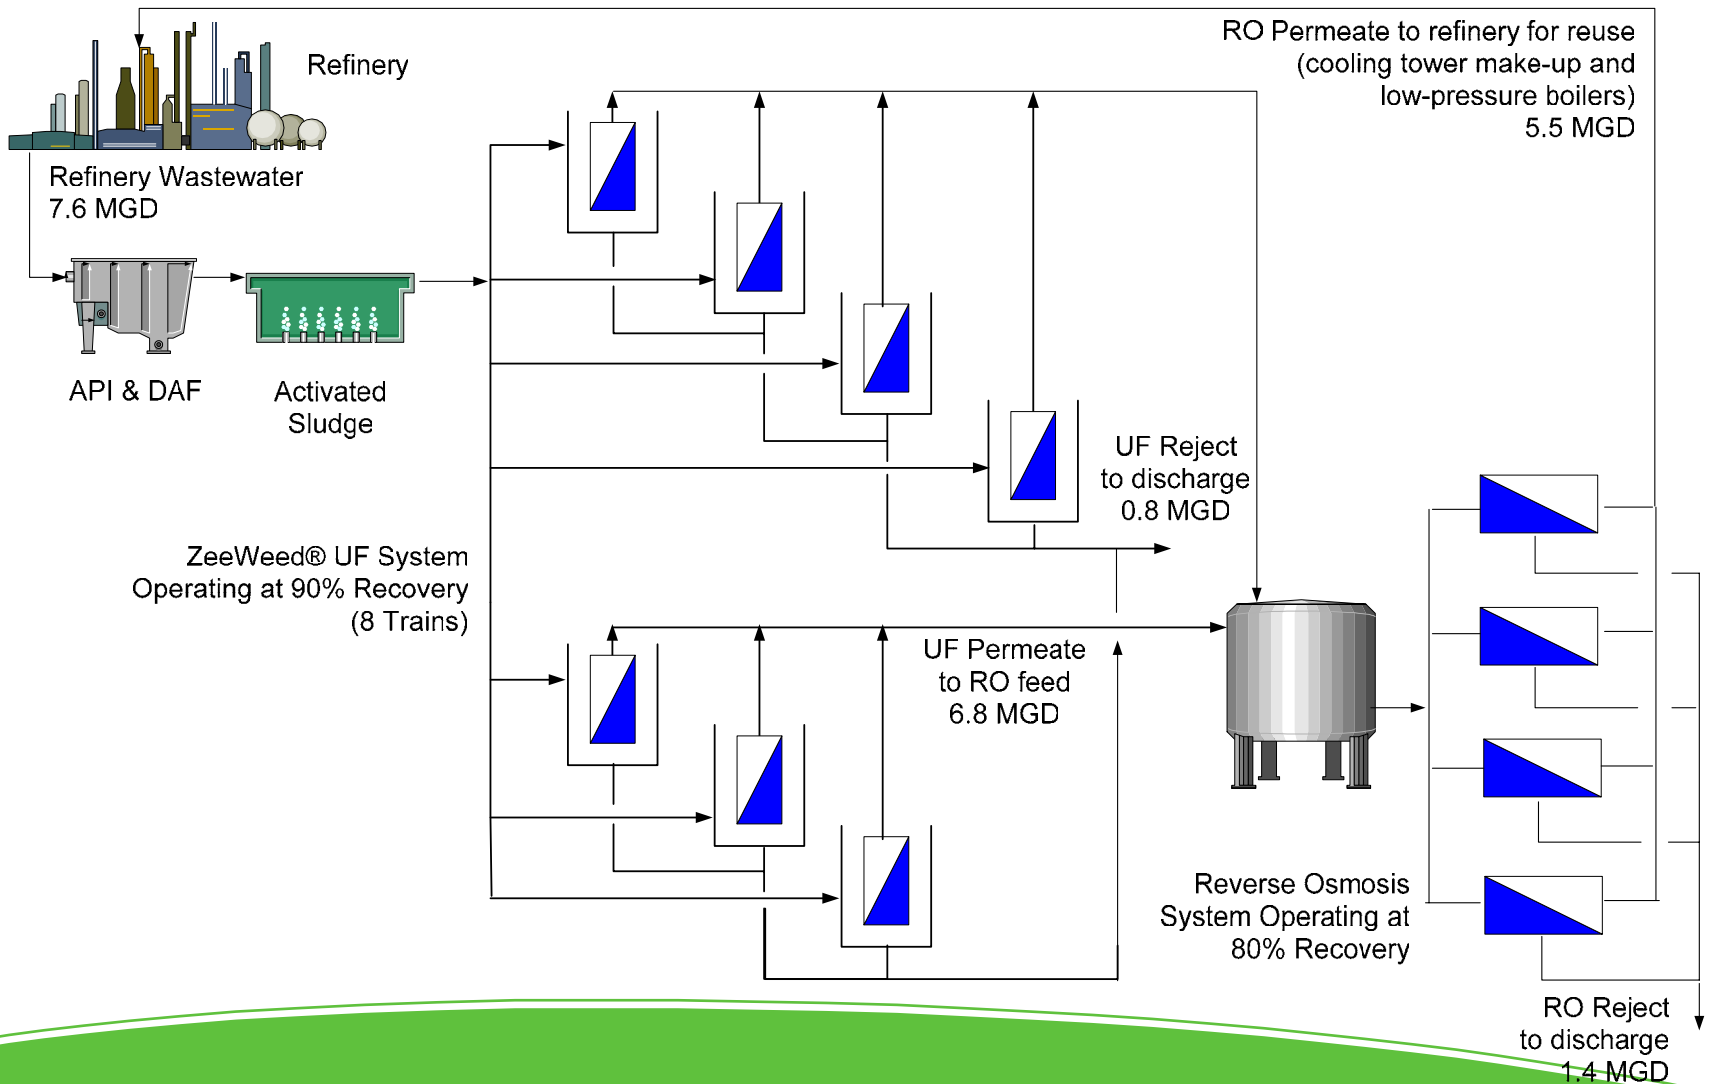 Refinery
RO Permeate to refinery for reuse
(cooling tower make-up and
low-pressure boilers)
5.5 MGD
Refinery Wastewater
7.6 MGD
API & DAF
Activated
Sludge
UF Reject
to discharge
0.8 MGD
ZeeWeed® UF System
Operating at 90% Recovery
(8 Trains)
UF Permeate
to RO feed
6.8 MGD
Reverse Osmosis
System Operating at
80% Recovery
RO Reject
to discharge
1.4 MGD